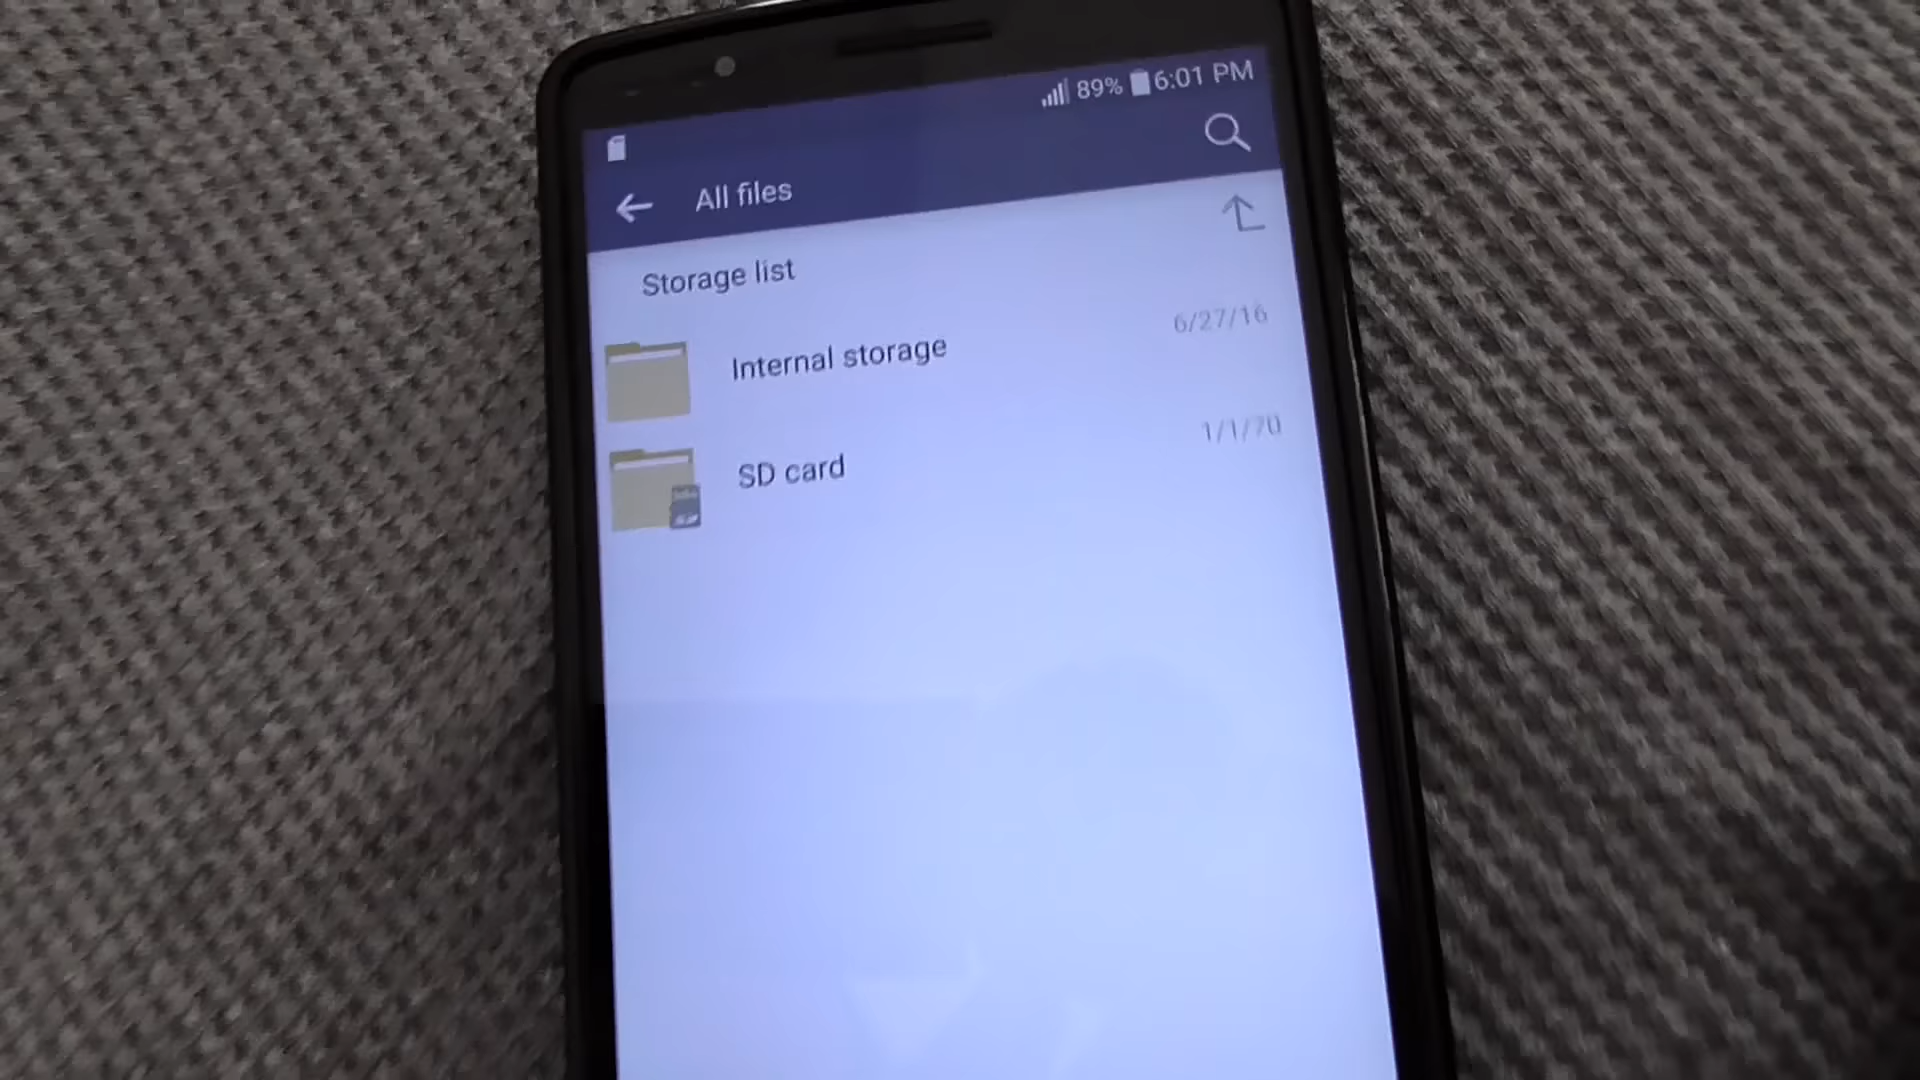 89% 6:01 PM
All files
Storage list
Internal storage
6/27/16
SD card
1/1/70